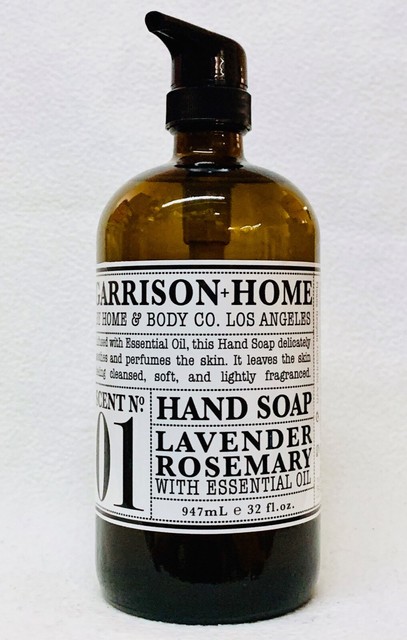 GARRISON+HOME
HOME & BODY CO. LOS ANGELES
with Essential Oil, this Hand Soap delicately
and perfumes the skin. It leaves the skin
cleansed, soft, and lightly fragranced.
SCENT Nº
01
HAND SOAP
LAVENDER
ROSEMARY
WITH ESSENTIAL OIL
947mL e 32 fl.oz.